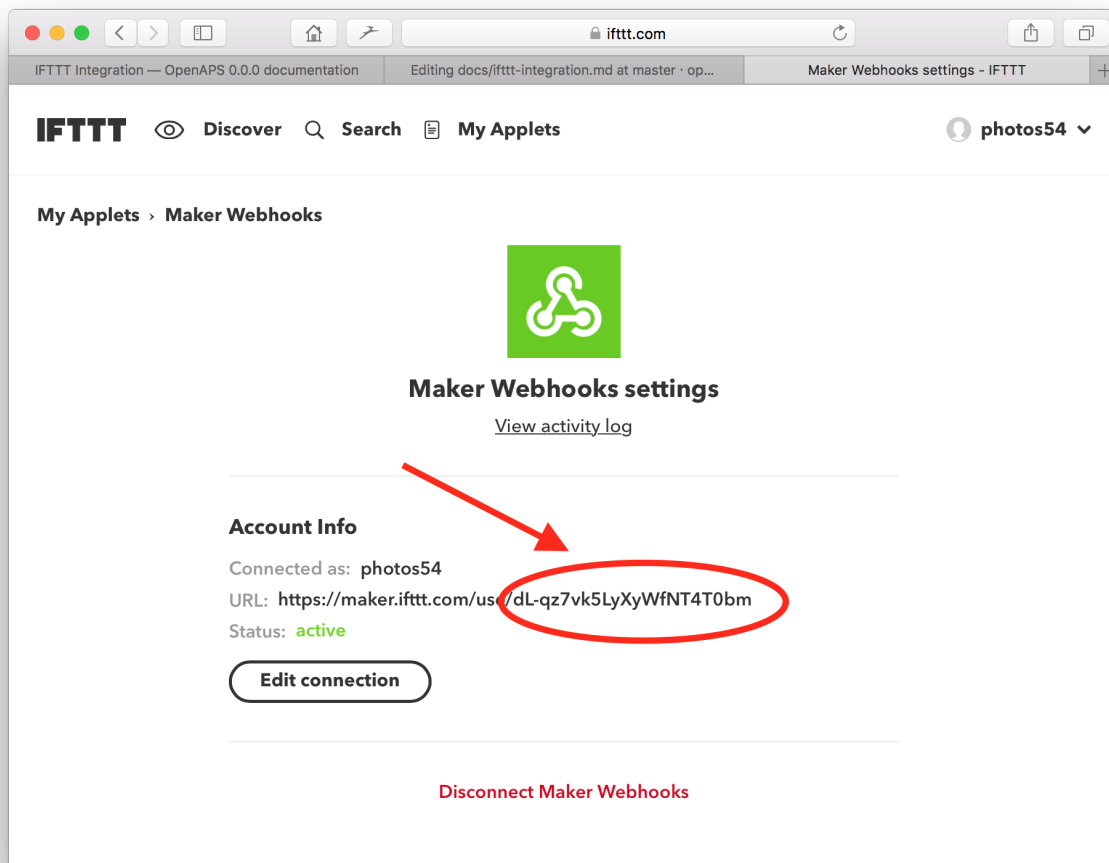 ifttt.com
IFTTT Integration — OpenAPS 0.0.0 documentation
Editing docs/ifttt-integration.md at master · op...
Maker Webhooks settings - IFTTT
IFTTT Discover Search My Applets photos54
My Applets › Maker Webhooks
Maker Webhooks settings
View activity log
Account Info
Connected as: photos54
URL: https://maker.ifttt.com/use/dL-qz7vk5LyXyWfNT4T0bm
Status: active
Edit connection
Disconnect Maker Webhooks